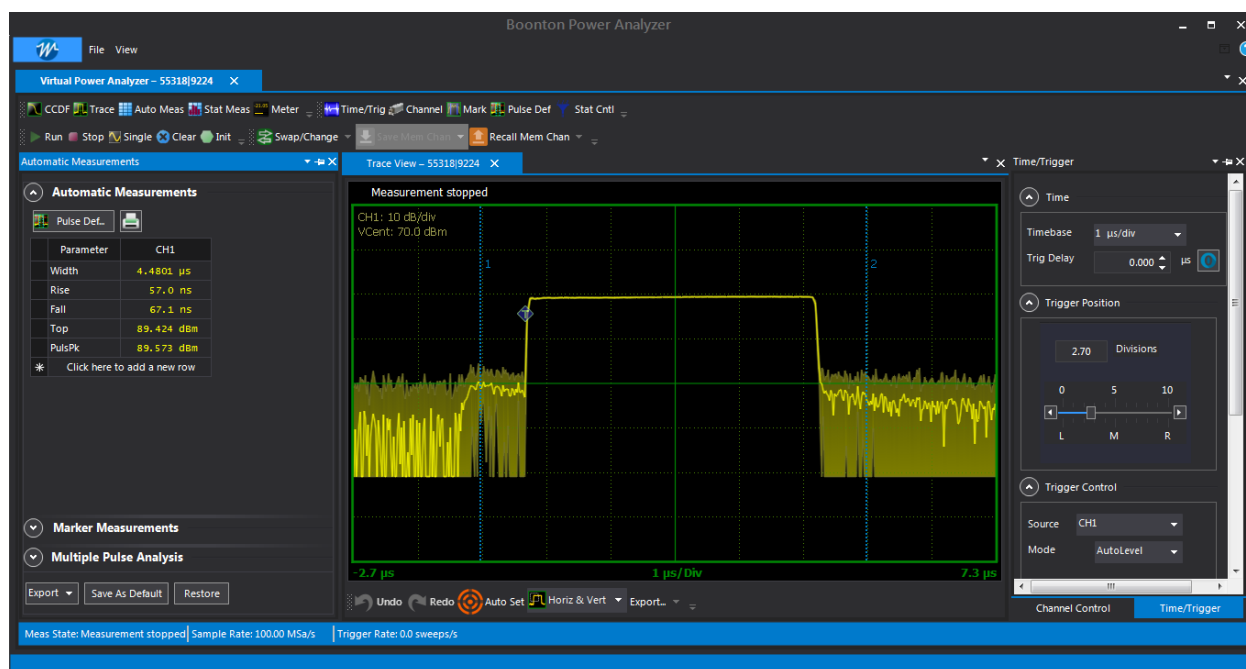 Boonton Power Analyzer
File View
Virtual Power Analyzer – 55318|9224 X
CCDF Trace Auto Meas Stat Meas Meter Time/Trig Channel Mark Pulse Def Stat Cntl
Run Stop Single Clear Init Swap/Change Save Mem Chan Recall Mem Chan
Automatic Measurements
Automatic Measurements
Pulse Def...
Parameter CH1
Width 4.4801 µs
Rise 57.0 ns
Fall 67.1 ns
Top 89.424 dBm
PulsPk 89.573 dBm
Click here to add a new row
Marker Measurements
Multiple Pulse Analysis
Export Save As Default Restore
Trace View – 55318|9224 X
Measurement stopped
CH1: 10 dB/div
VCent: 70.0 dBm
1
2
T
-2.7 µs 1 µs/Div 7.3 µs
Undo Redo Auto Set Horiz & Vert Export...
Time/Trigger
Time
Timebase 1 µs/div
Trig Delay 0.000 µs
Trigger Position
2.70 Divisions
0 5 10
L M R
Trigger Control
Source CH1
Mode AutoLevel
Channel Control Time/Trigger
Meas State: Measurement stopped Sample Rate: 100.00 MSa/s Trigger Rate: 0.0 sweeps/s